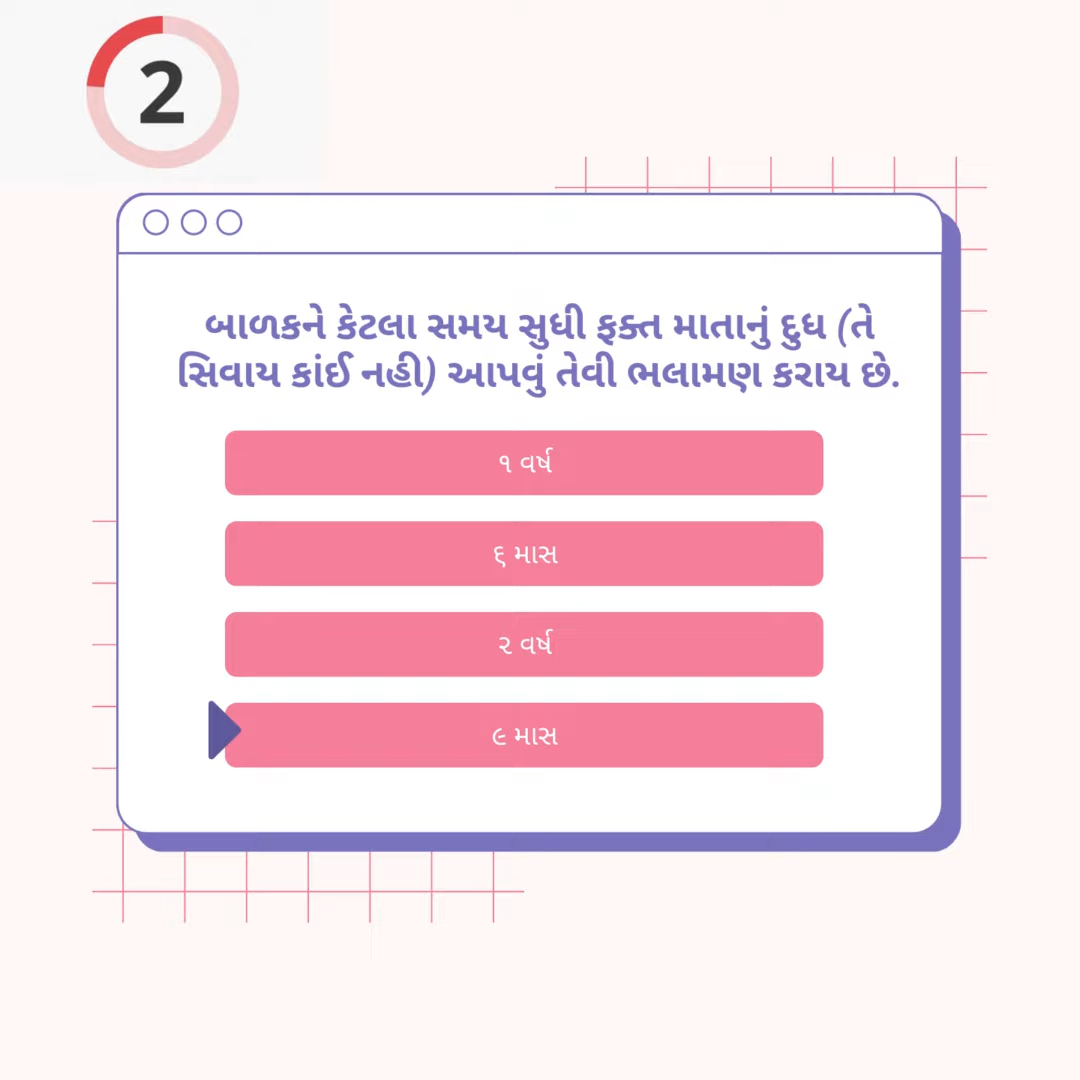 2
બાળકને કેટલા સમય સુધી ફક્ત માતાનું દુધ (તે
સિવાય કાંઈ નહી) આપવું તેવી ભલામણ કરાય છે.
૧ વર્ષ
૬ માસ
૨ વર્ષ
૯ માસ